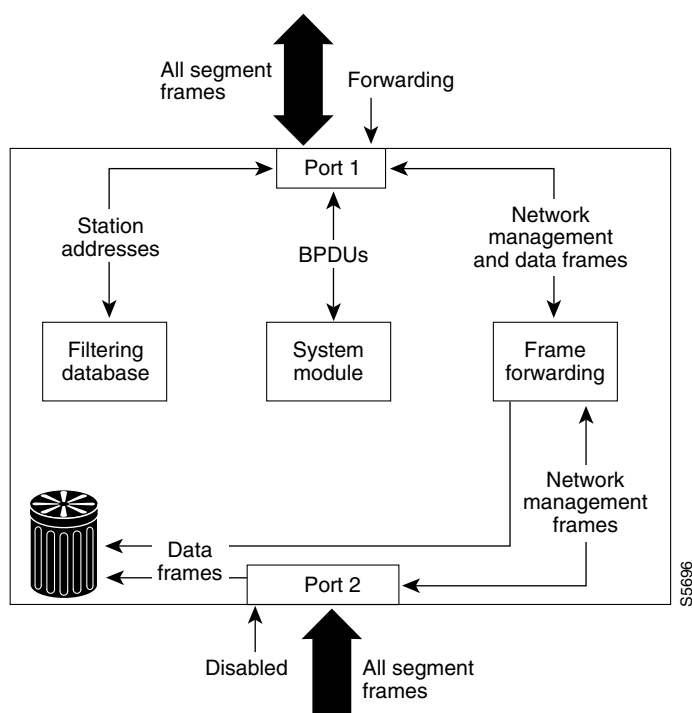 All segment
frames
Forwarding
Port 1
Station
addresses
BPDUs
Network
management
and data frames
Filtering
database
System
module
Frame
forwarding
Network
management
frames
Data
frames
Port 2
Disabled
All segment
frames
S5696